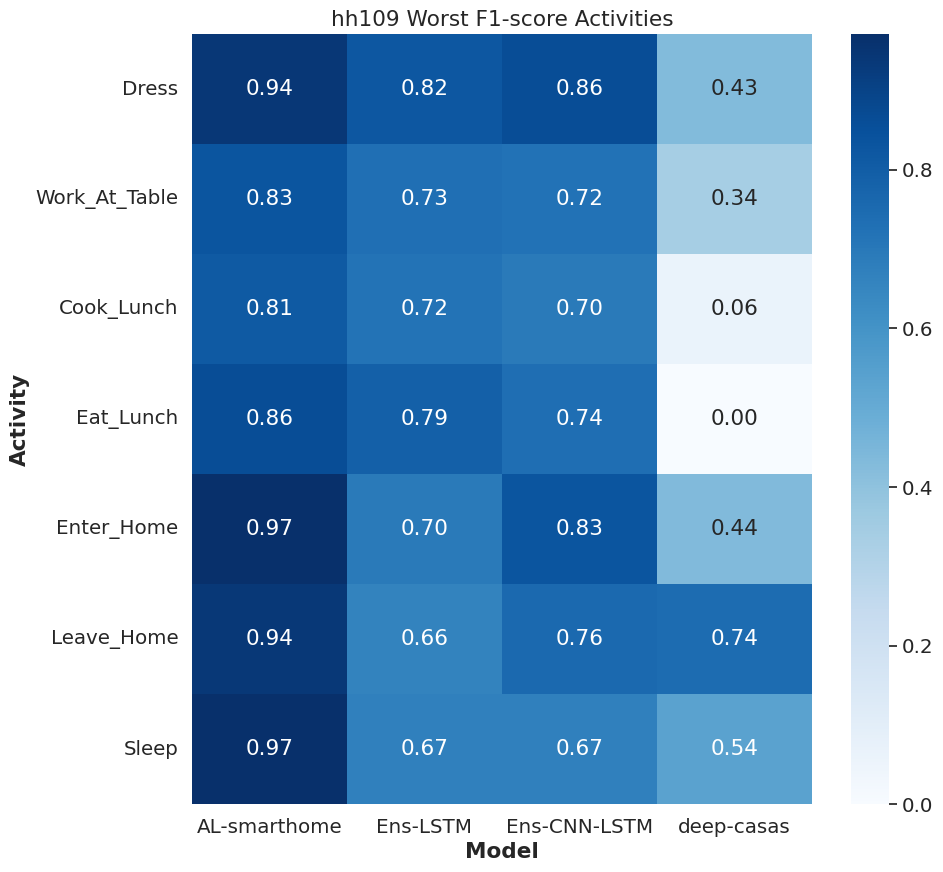 hh109 Worst F1-score Activities
Dress 0.94 0.82 0.86 0.43
Work_At_Table 0.83 0.73 0.72 0.34
Cook_Lunch 0.81 0.72 0.70 0.06
Eat_Lunch 0.86 0.79 0.74 0.00
Enter_Home 0.97 0.70 0.83 0.44
Leave_Home 0.94 0.66 0.76 0.74
Sleep 0.97 0.67 0.67 0.54
AL-smarthome Ens-LSTM Ens-CNN-LSTM deep-casas
Model
Activity
0.8
0.6
0.4
0.2
0.0